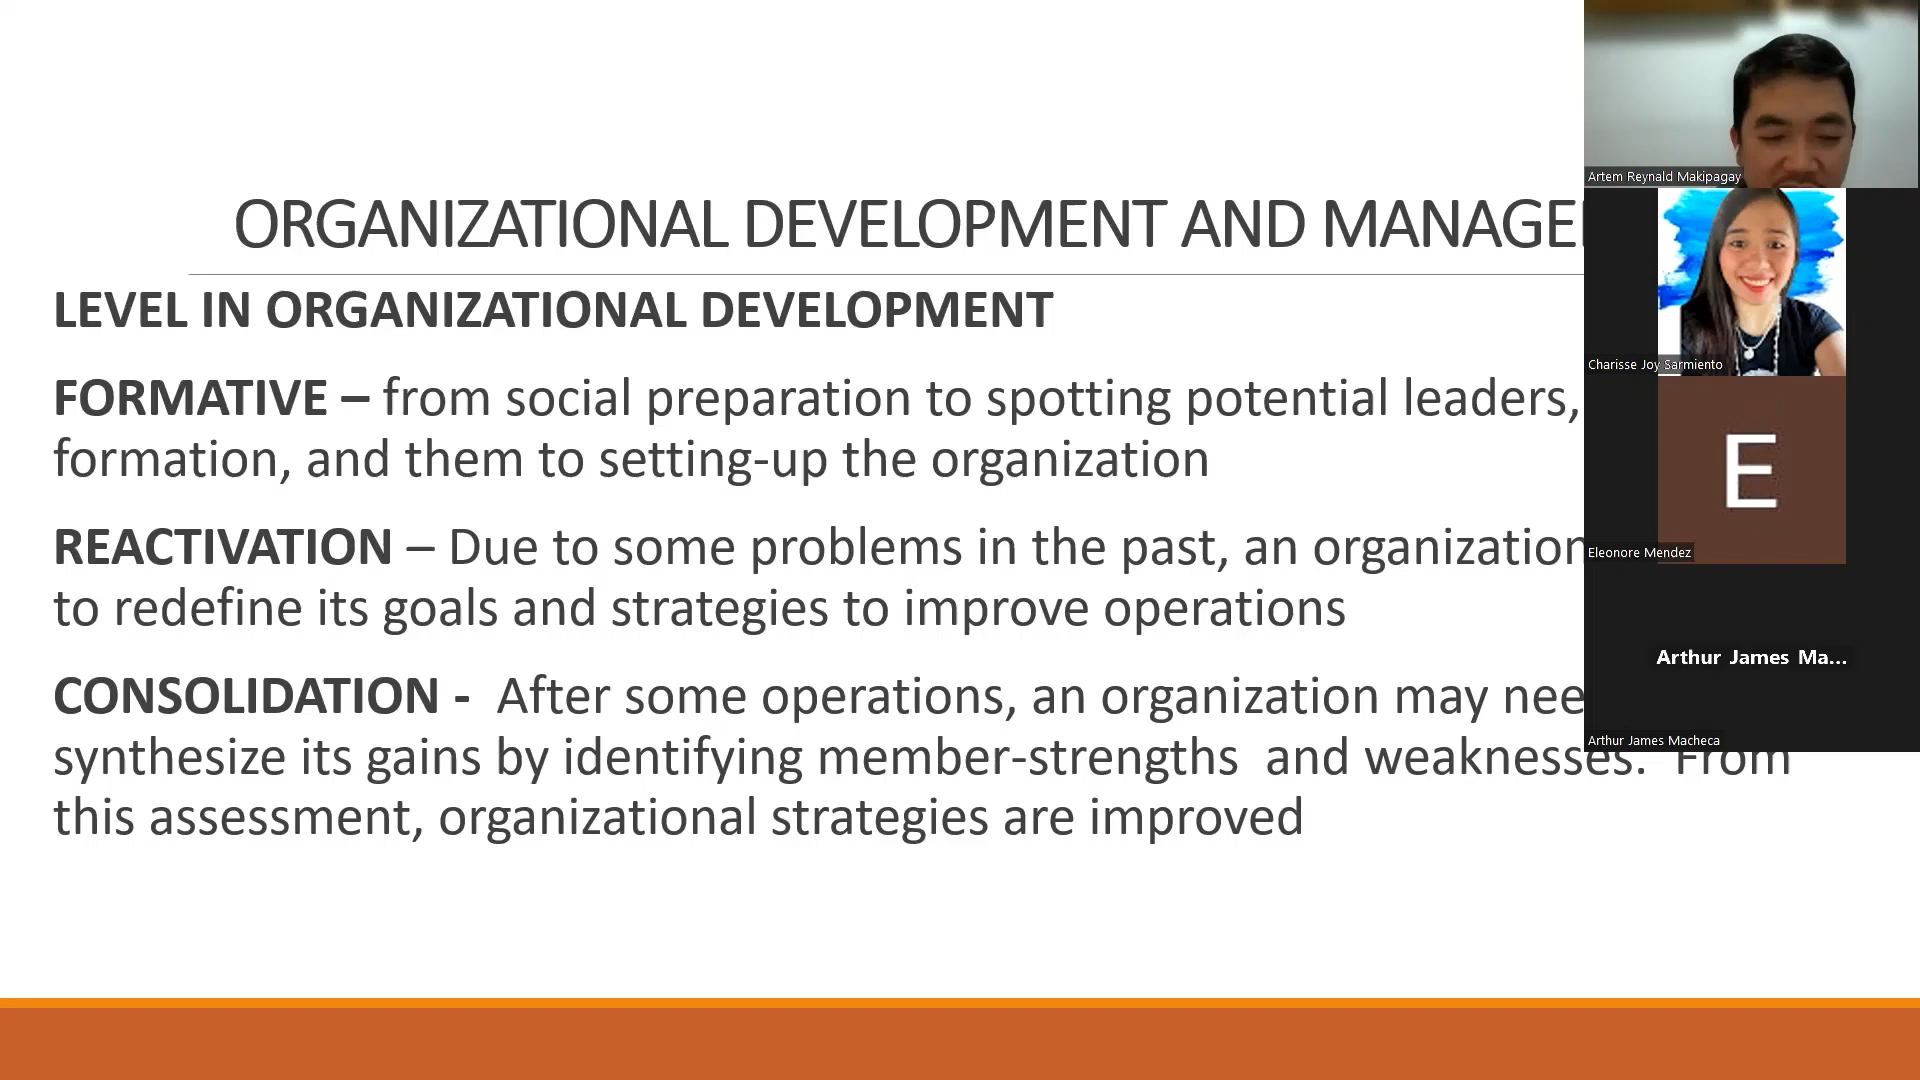 ORGANIZATIONAL DEVELOPMENT AND MANAGE
LEVEL IN ORGANIZATIONAL DEVELOPMENT
FORMATIVE – from social preparation to spotting potential leaders,
formation, and them to setting-up the organization
REACTIVATION – Due to some problems in the past, an organization
to redefine its goals and strategies to improve operations
CONSOLIDATION - After some operations, an organization may nee
synthesize its gains by identifying member-strengths and weaknesses. From
this assessment, organizational strategies are improved
Artem Reynald Makipagay
Charisse Joy Sarmiento
E
Eleonore Mendez
Arthur James Ma...
Arthur James Macheca